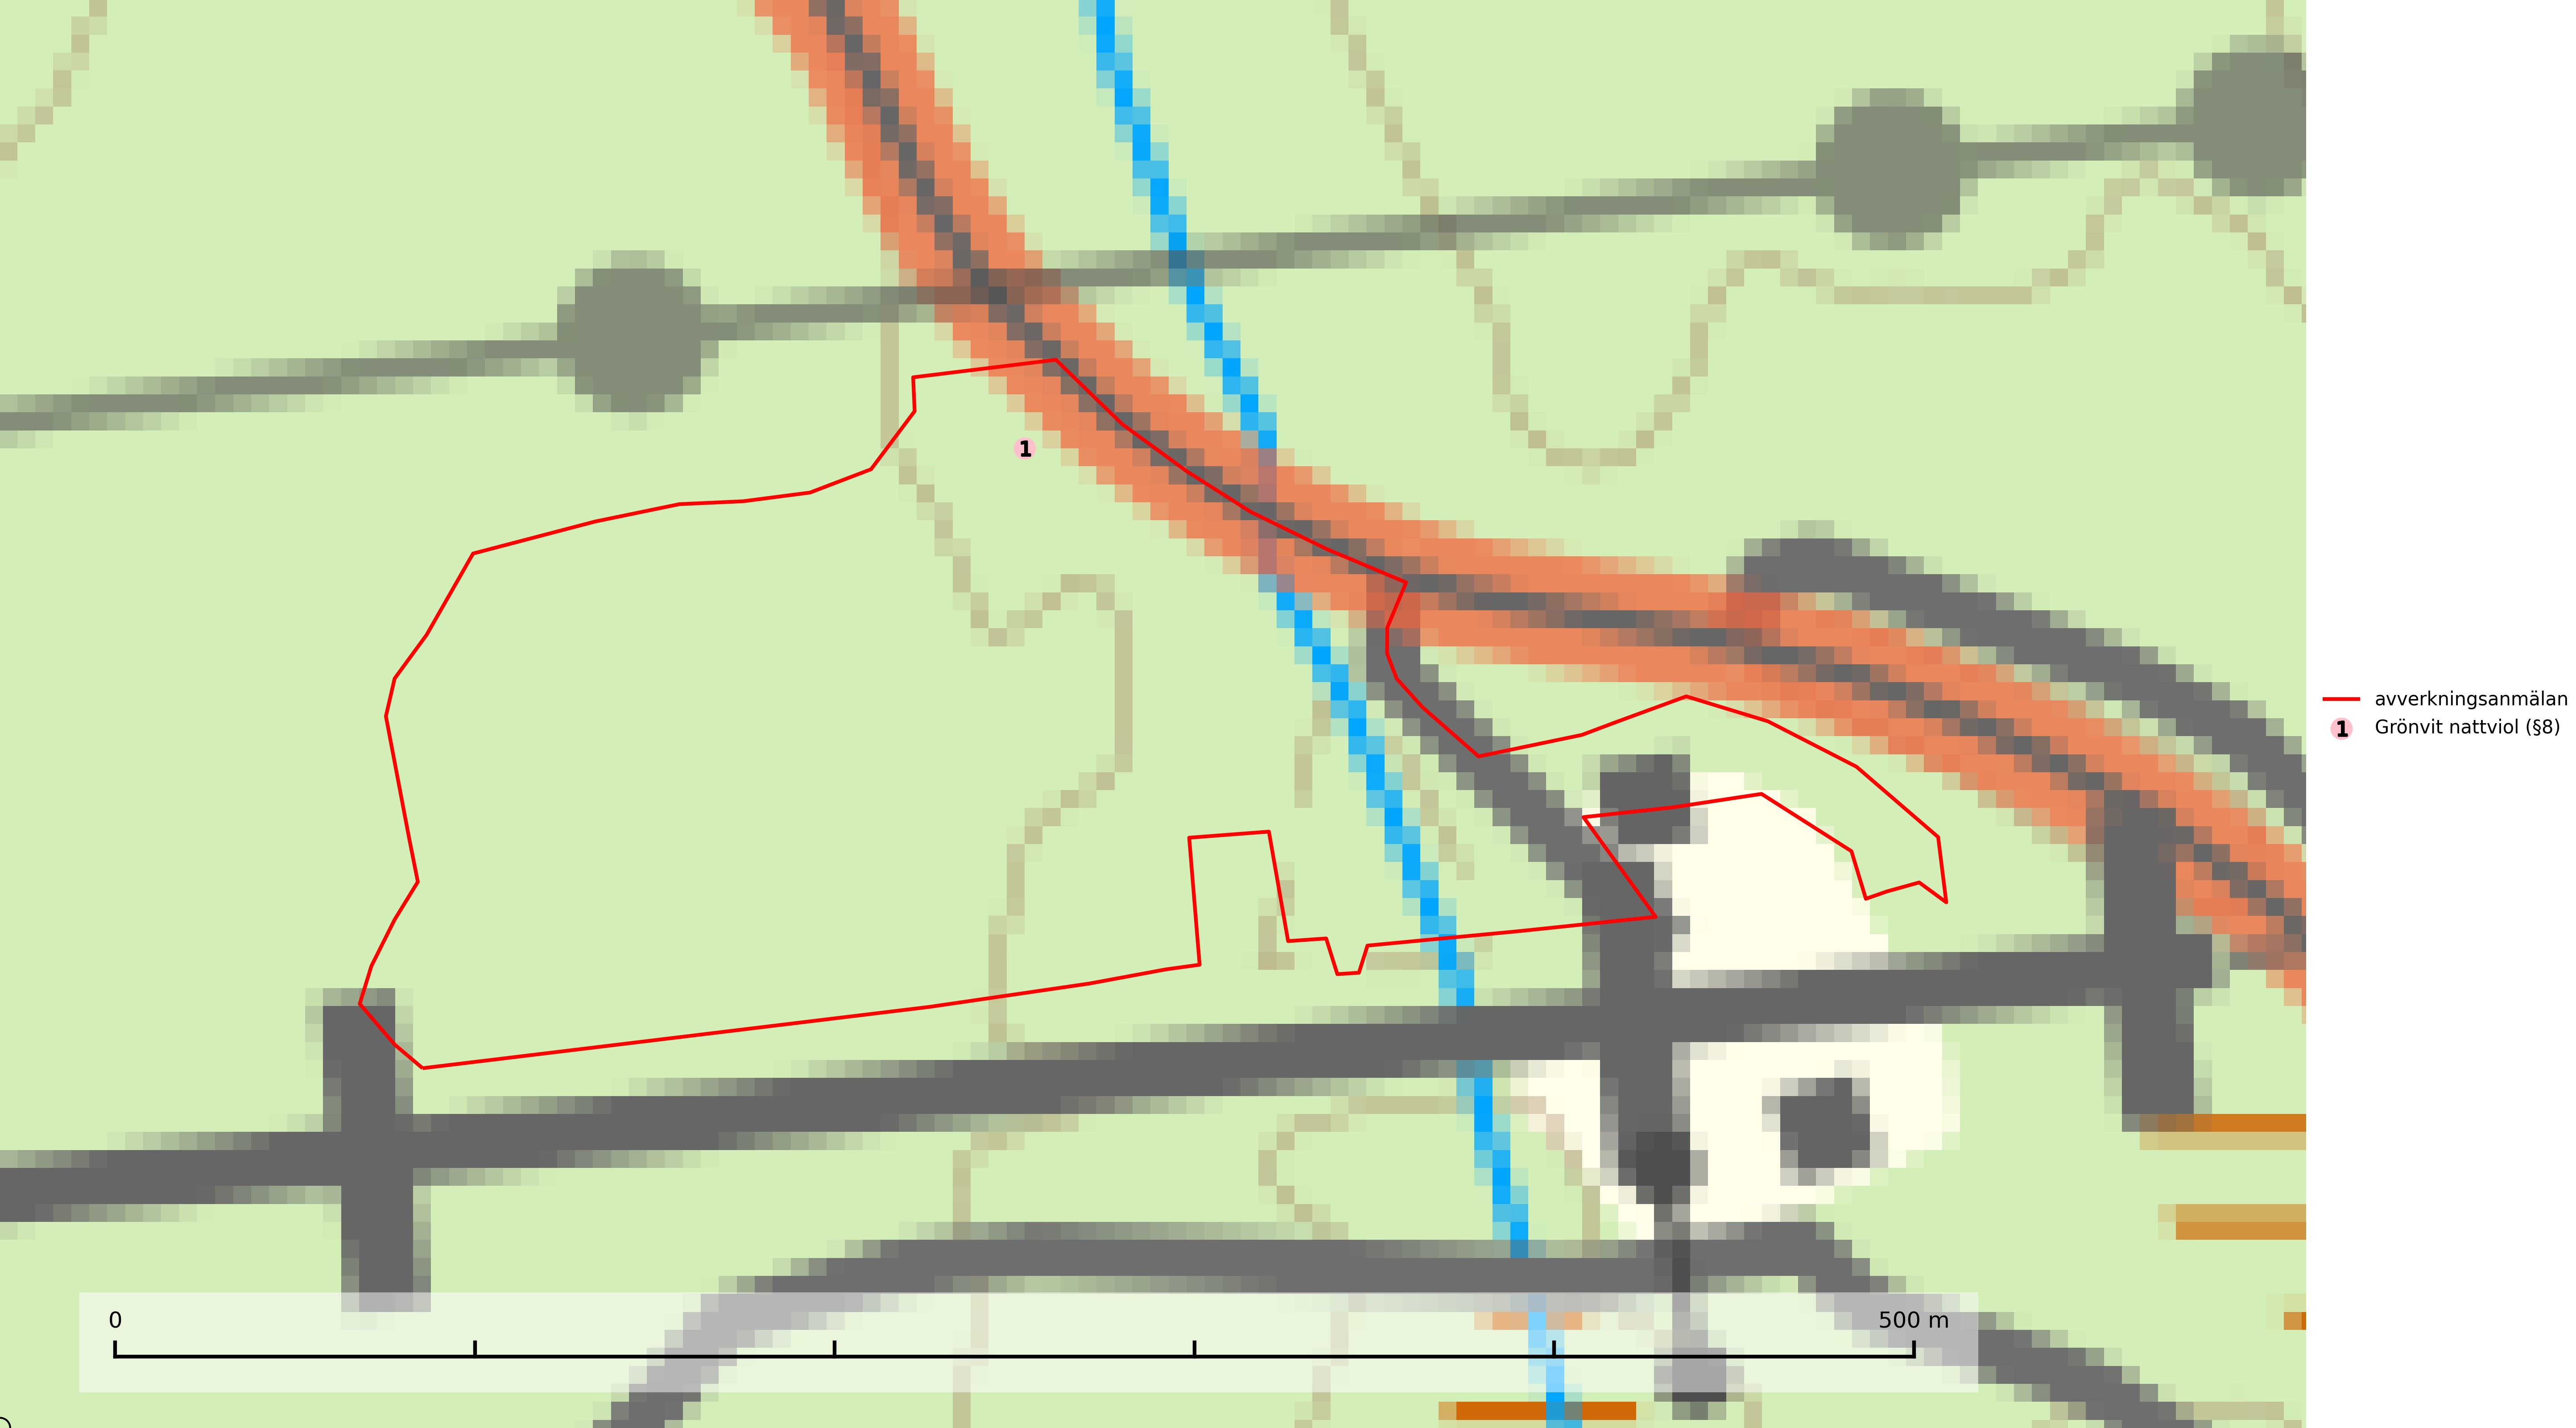 1
avverkningsanmälan
1 Grönvit nattviol (§8)
0 500 m